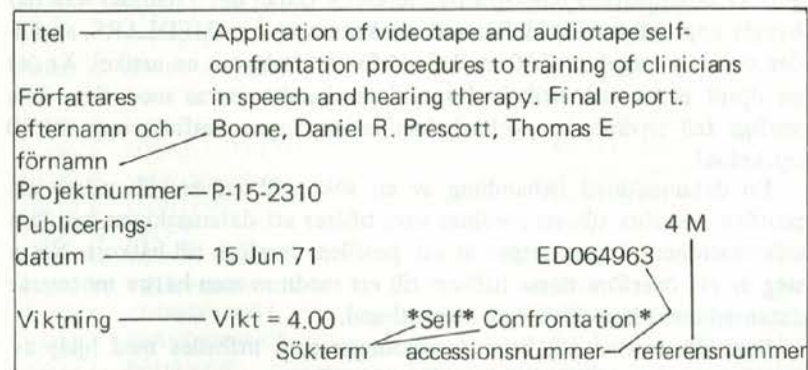 Titel — Application of videotape and audiotape self-
confrontation procedures to training of clinicians
Författares in speech and hearing therapy. Final report.
efternamn och Boone, Daniel R. Prescott, Thomas E
förnamn
Projektnummer — P-15-2310
Publicerings- 4 M
datum — 15 Jun 71 ED064963
Viktning — Vikt = 4.00 *Self* Confrontation*
Sökterm accessionsnummer— referensnummer